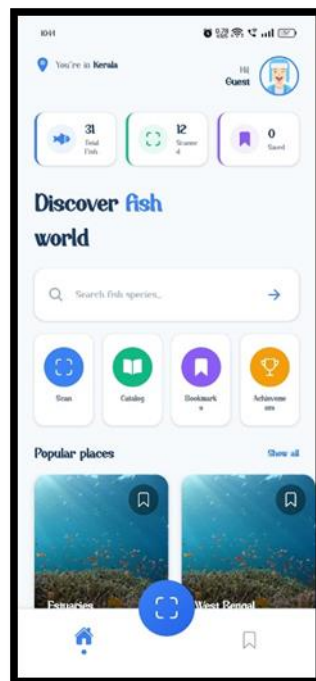 10:41
You're in Kerala
Hi
Guest
31
Total
Fish
12
Scanne
d
0
Saved
Discover fish
world
Search fish species...
Scan
Catalog
Bookmark
s
Achieveme
nts
Popular places
Show all
Estuaries
West Bengal